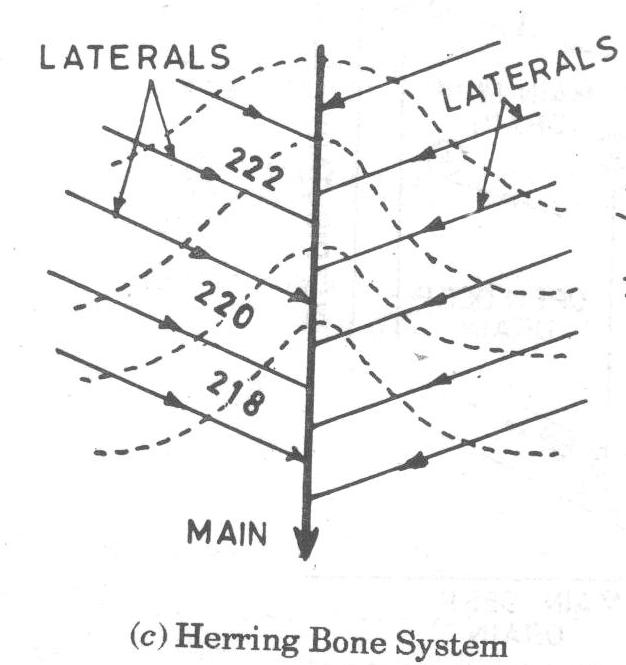 LATERALS
LATERALS
222
220
218
MAIN
(c) Herring Bone System